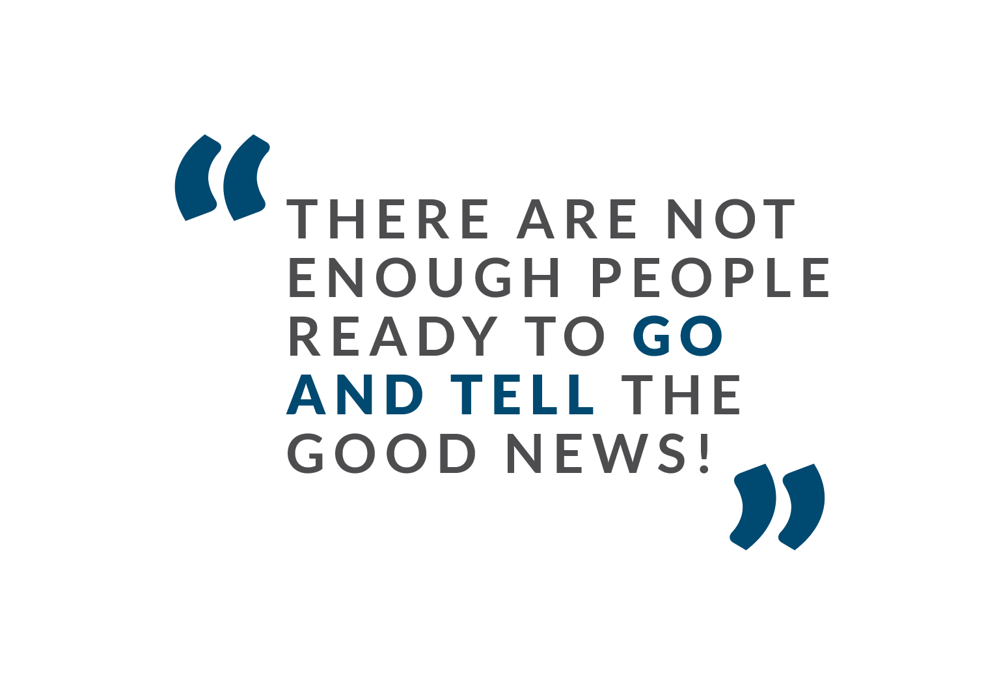 “THERE ARE NOT
ENOUGH PEOPLE
READY TO GO
AND TELL THE
GOOD NEWS!”